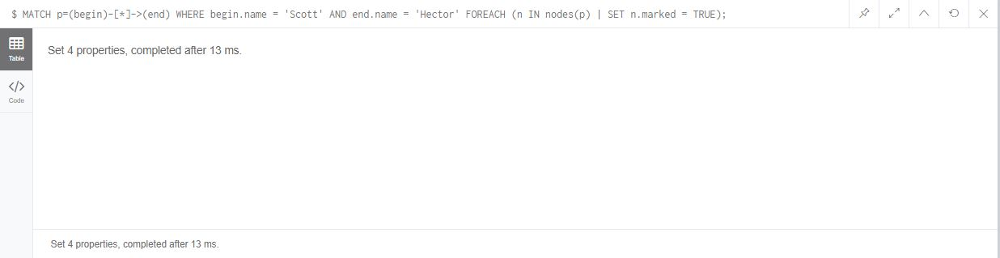 $ MATCH p=(begin)-[*]->(end) WHERE begin.name = 'Scott' AND end.name = 'Hector' FOREACH (n IN nodes(p) | SET n.marked = TRUE);
Table
Set 4 properties, completed after 13 ms.
Code
Set 4 properties, completed after 13 ms.